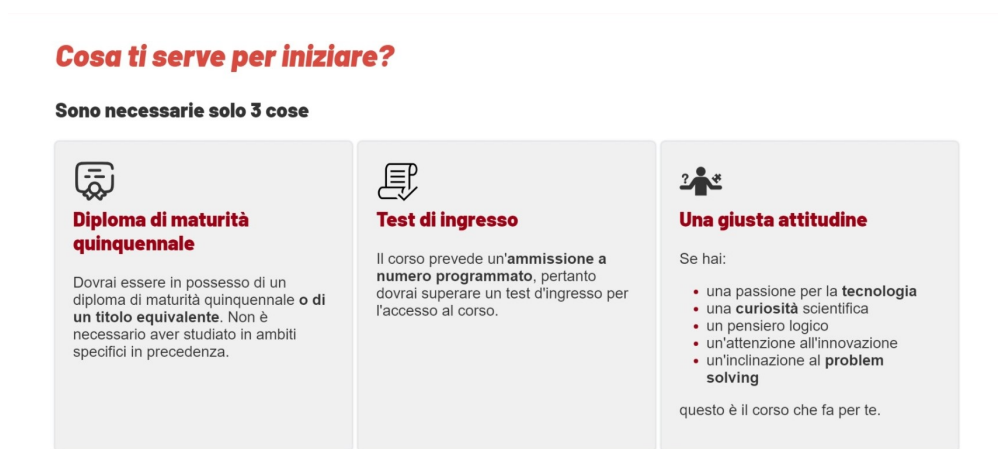 Cosa ti serve per iniziare?
Sono necessarie solo 3 cose
Diploma di maturità
quinquennale
Dovrai essere in possesso di un
diploma di maturità quinquennale o di
un titolo equivalente. Non è
necessario aver studiato in ambiti
specifici in precedenza.
Test di ingresso
Il corso prevede un'ammissione a
numero programmato, pertanto
dovrai superare un test d'ingresso per
l'accesso al corso.
Una giusta attitudine
Se hai:
• una passione per la tecnologia
• una curiosità scientifica
• un pensiero logico
• un'attenzione all'innovazione
• un'inclinazione al problem
solving
questo è il corso che fa per te.